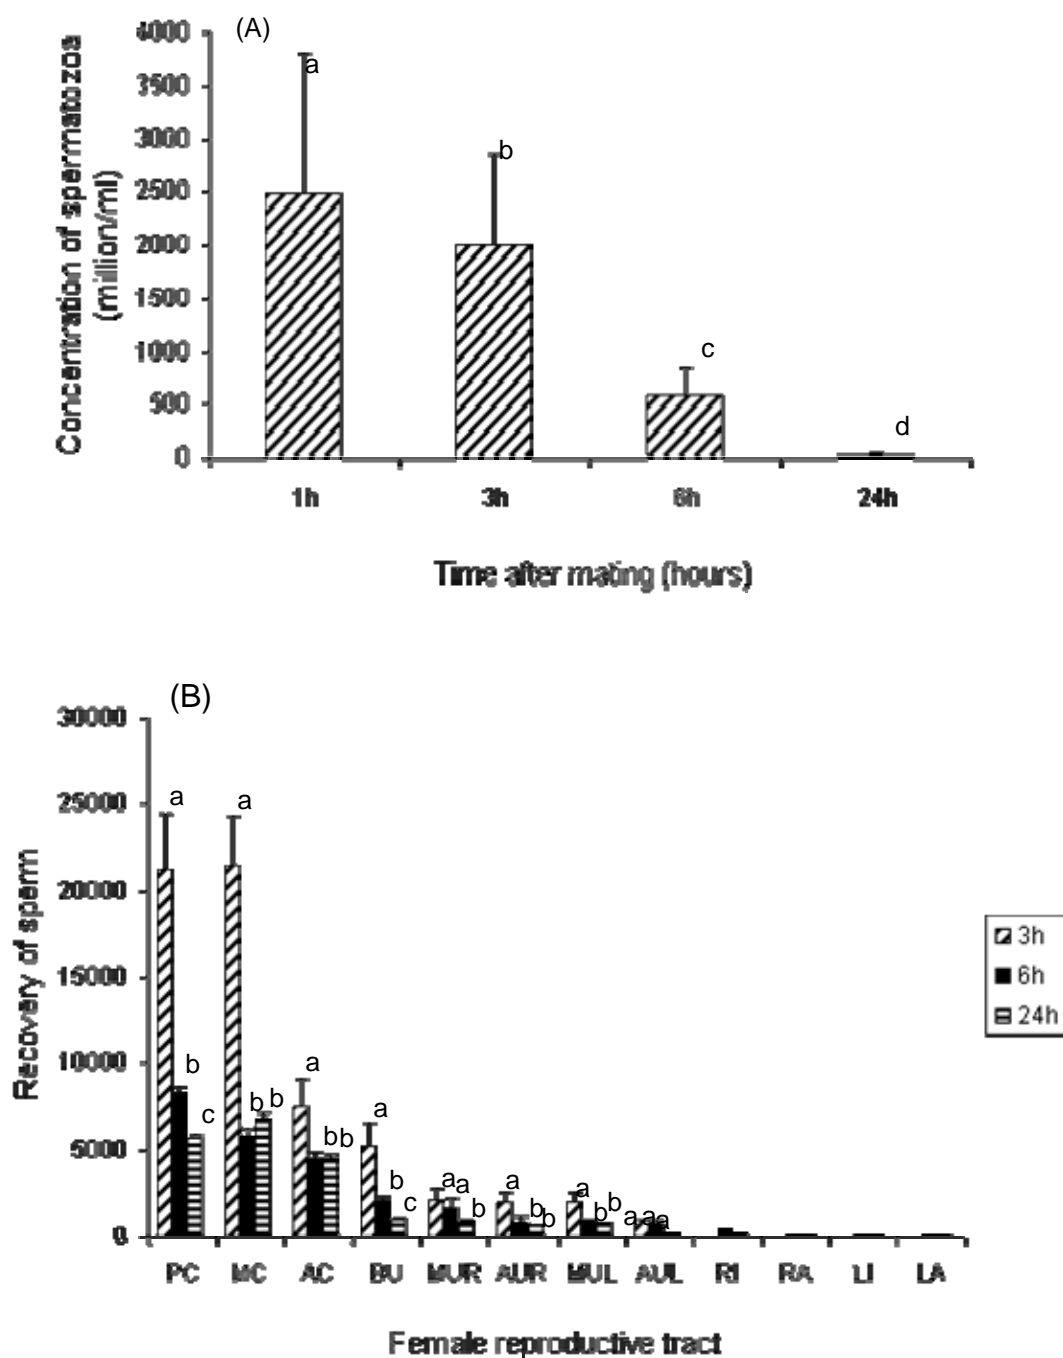 (A)
4000
3500
3000
2500
2000
1500
1000
500
0
Concentration of spermatozoa
(million/ml)
a
b
c
d
1h 3h 6h 24h
Time after mating (hours)
(B)
30000
25000
20000
15000
10000
5000
0
Recovery of sperm
a a
b c
b b
a
b b
a
b c
a a b
a b b
a b b
a a a
3h
6h
24h
PC MC AC BU MUR AUR MUL AUL RI RA LI LA
Female reproductive tract